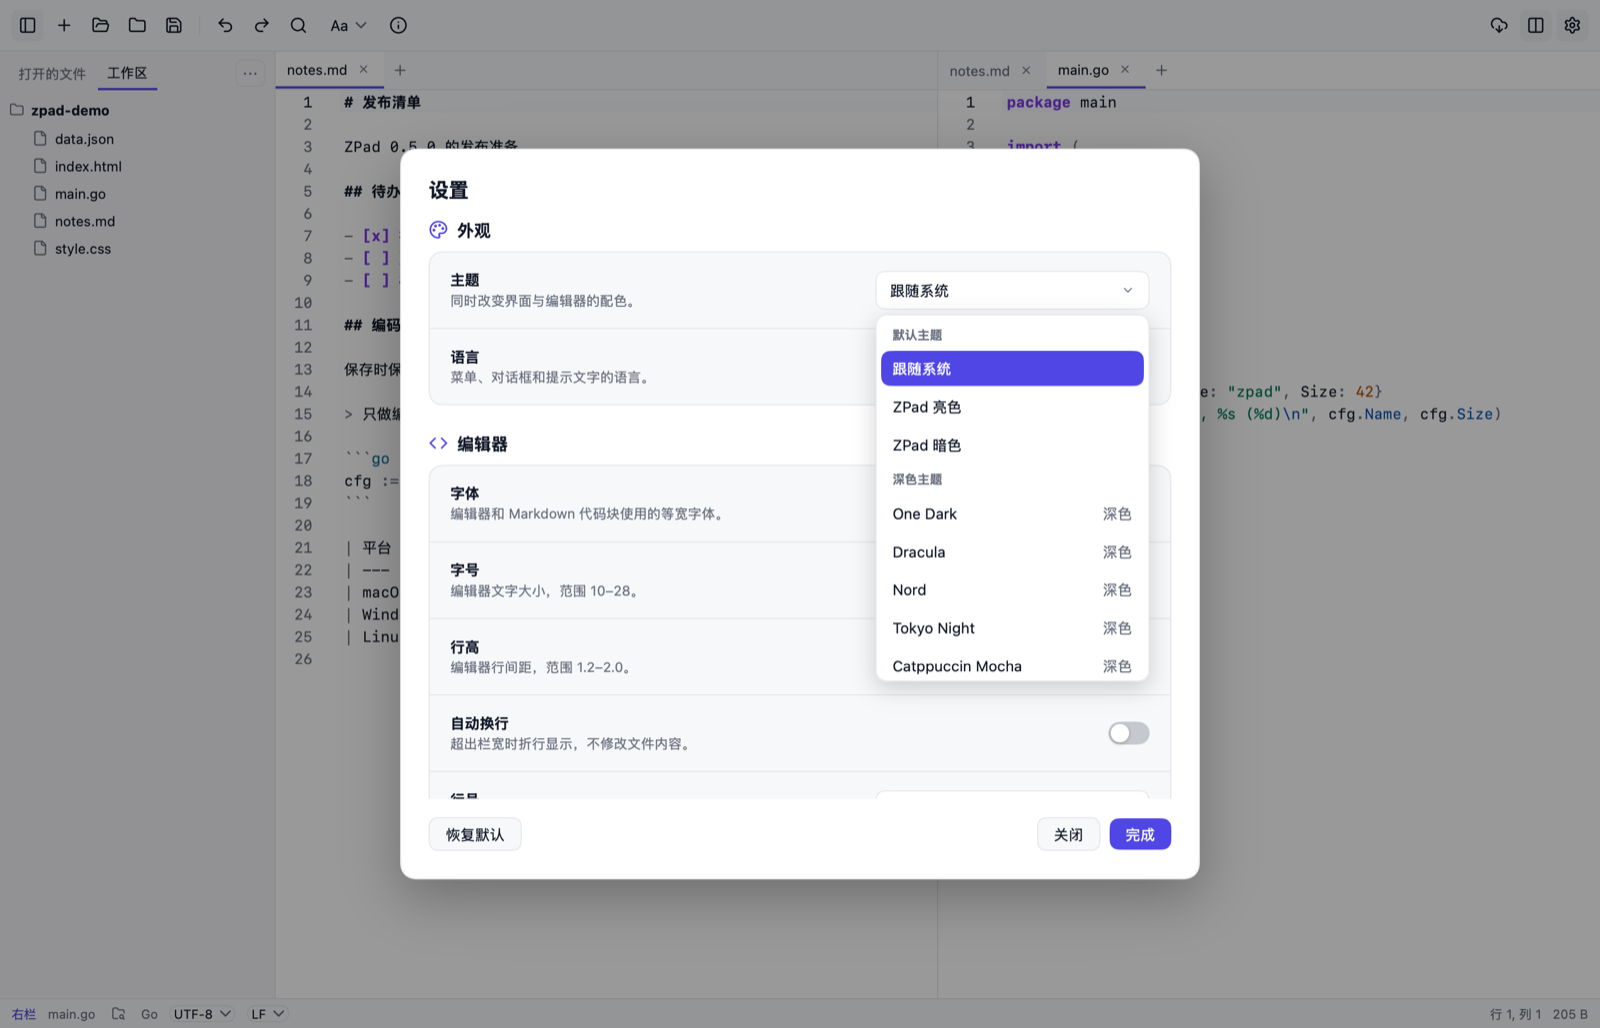 Aa
打开的文件 工作区 ...
zpad-demo
data.json
index.html
main.go
notes.md
style.css
notes.md × +
1 # 发布清单
2
3 ZPad 0.5.0 的发布准备
4
5 ## 待办
6
7 - [x]
8 - [ ]
9 - [ ]
10
11 ## 编码
12
13 保存时保
14
15 > 只做编
16
17 ```go
18 cfg :=
19 ```
20
21 | 平台
22 | ---
23 | macO
24 | Wind
25 | Linu
26
notes.md × main.go × +
1 package main
2
3 import (
e: "zpad", Size: 42}
, %s (%d)\n", cfg.Name, cfg.Size)
设置
外观
主题
同时改变界面与编辑器的配色。
跟随系统
语言
菜单、对话框和提示文字的语言。
默认主题
跟随系统
ZPad 亮色
ZPad 暗色
深色主题
One Dark 深色
Dracula 深色
Nord 深色
Tokyo Night 深色
Catppuccin Mocha 深色
编辑器
字体
编辑器和 Markdown 代码块使用的等宽字体。
字号
编辑器文字大小，范围 10–28。
行高
编辑器行间距，范围 1.2–2.0。
自动换行
超出栏宽时折行显示，不修改文件内容。
行号
恢复默认 关闭 完成
右栏 main.go Go UTF-8 LF 行 1, 列 1 205 B